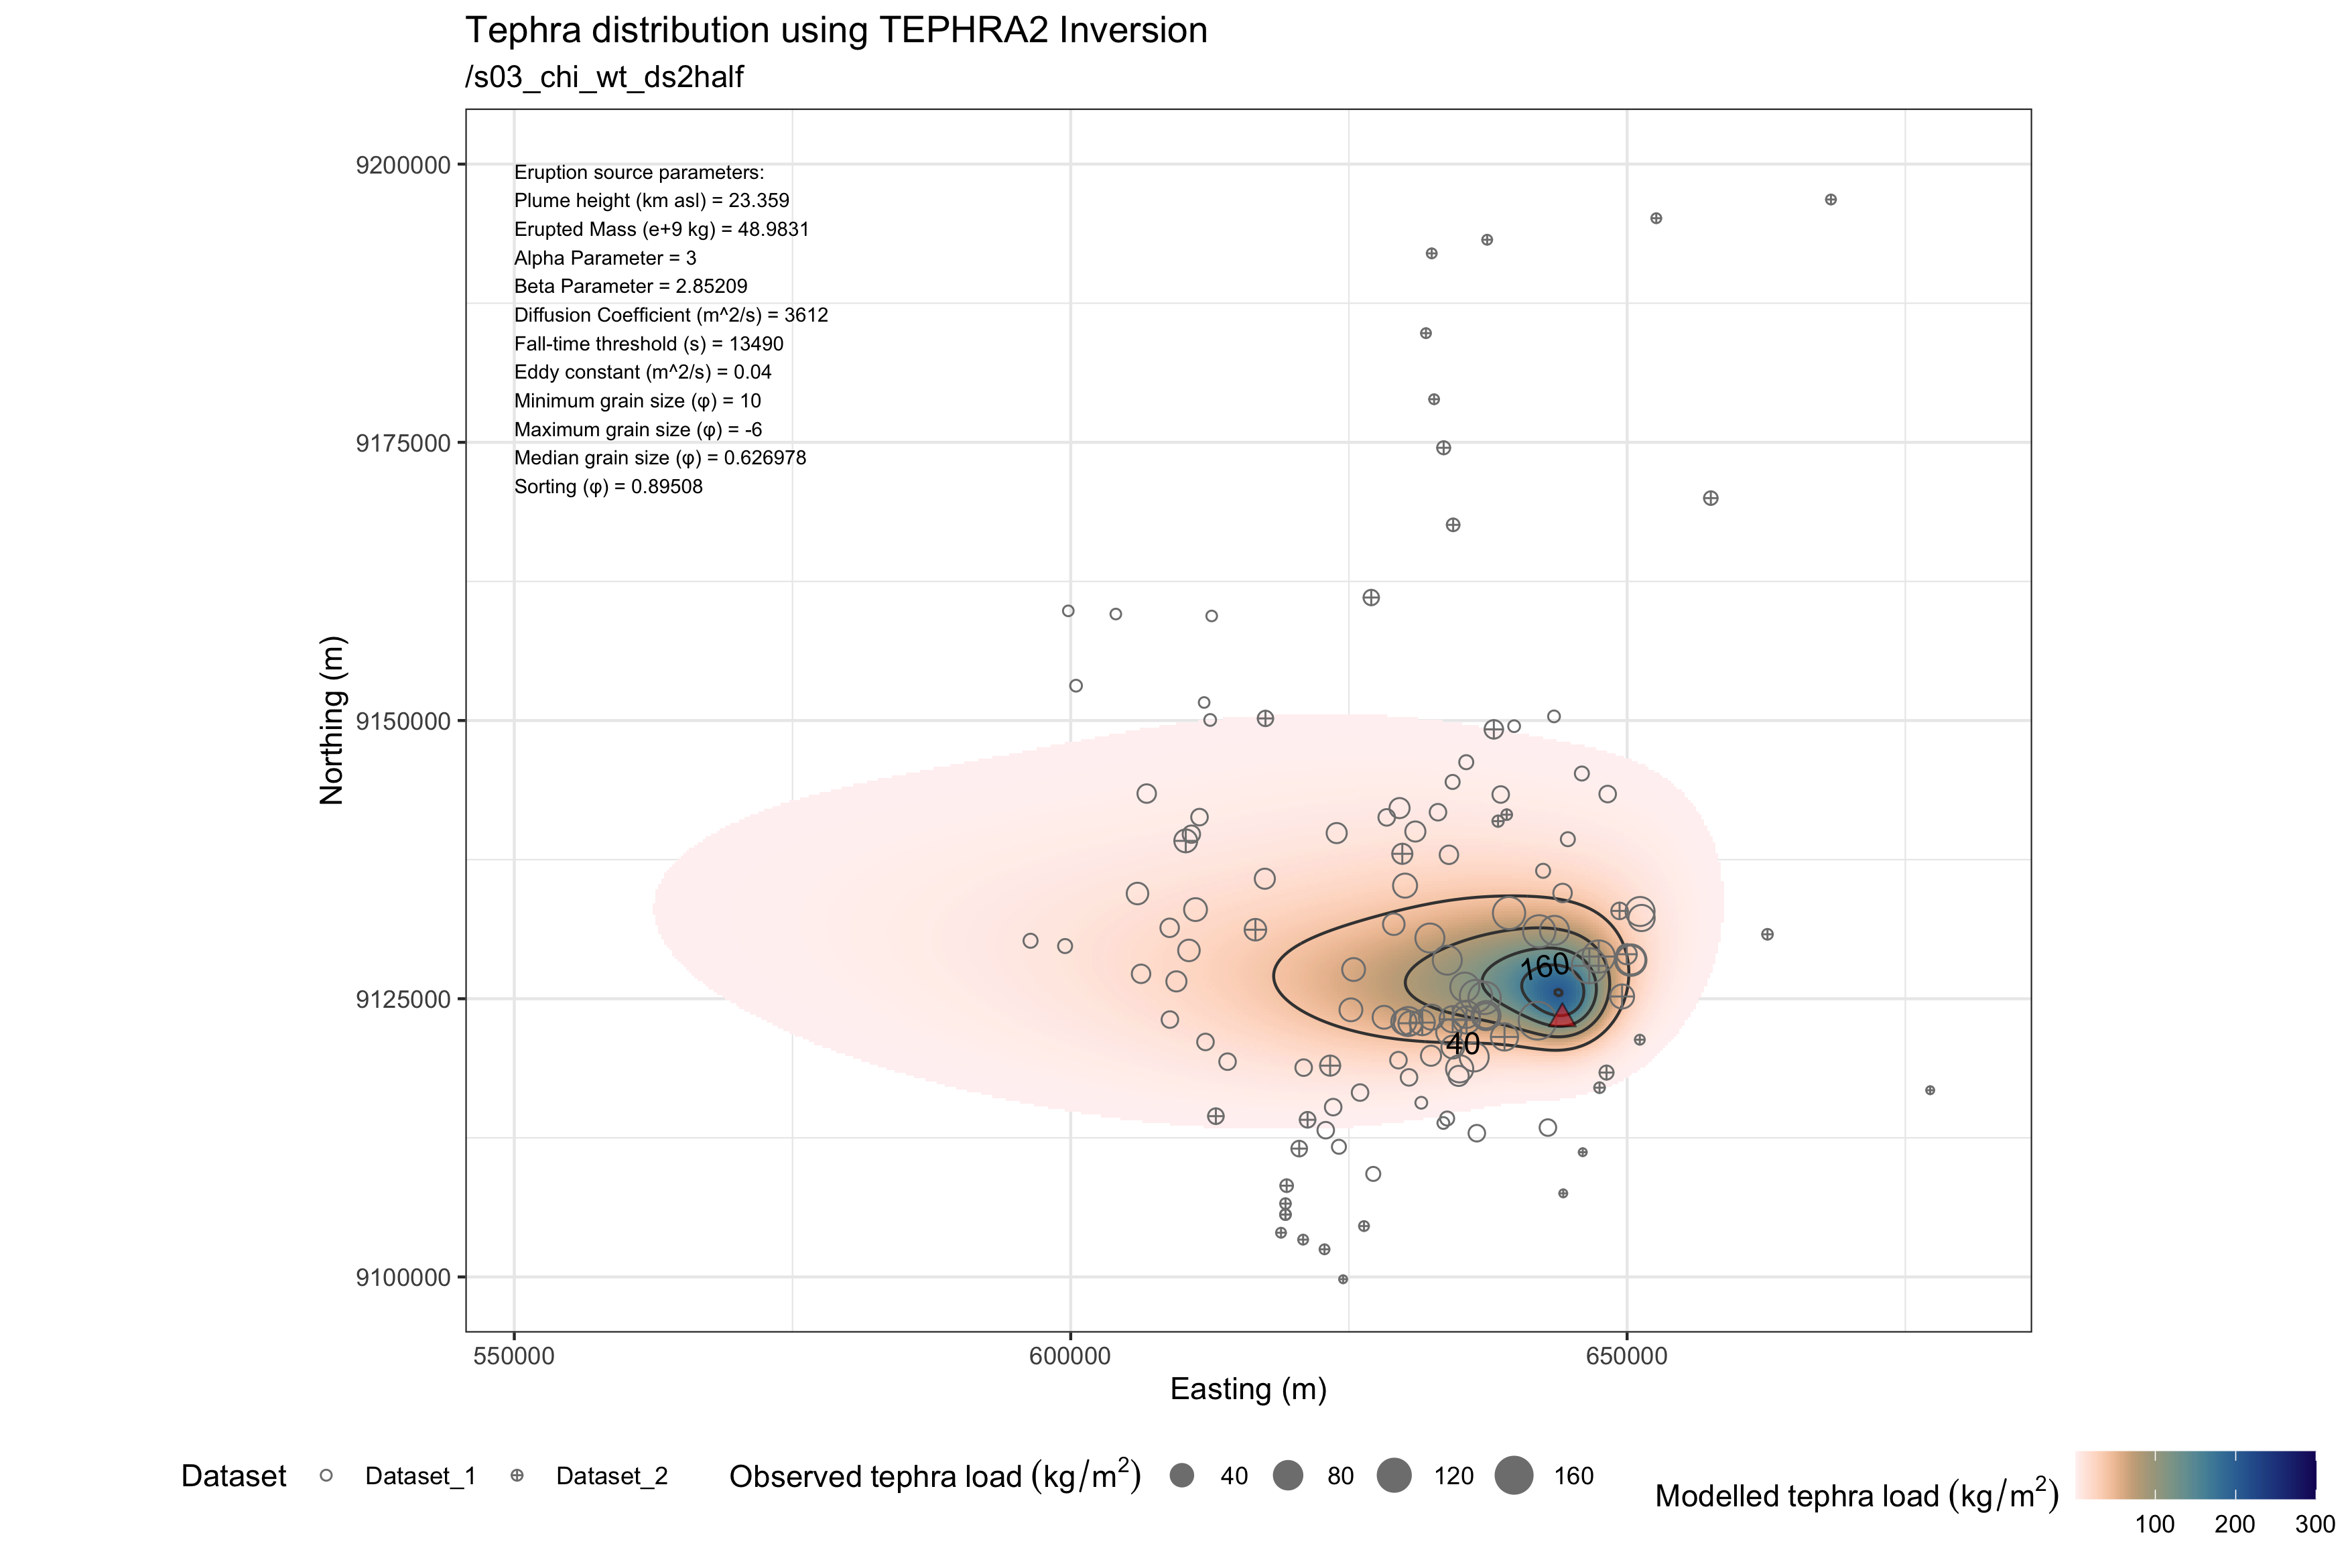 Tephra distribution using TEPHRA2 Inversion
/s03_chi_wt_ds2half
Eruption source parameters:
Plume height (km asl) = 23.359
Erupted Mass (e+9 kg) = 48.9831
Alpha Parameter = 3
Beta Parameter = 2.85209
Diffusion Coefficient (m^2/s) = 3612
Fall-time threshold (s) = 13490
Eddy constant (m^2/s) = 0.04
Minimum grain size (φ) = 10
Maximum grain size (φ) = -6
Median grain size (φ) = 0.626978
Sorting (φ) = 0.89508
9200000
9175000
9150000
9125000
9100000
Northing (m)
160
40
550000 600000 650000
Easting (m)
Dataset Dataset_1 Dataset_2 Observed tephra load (kg/m²) 40 80 120 160
Modelled tephra load (kg/m²)
100 200 300